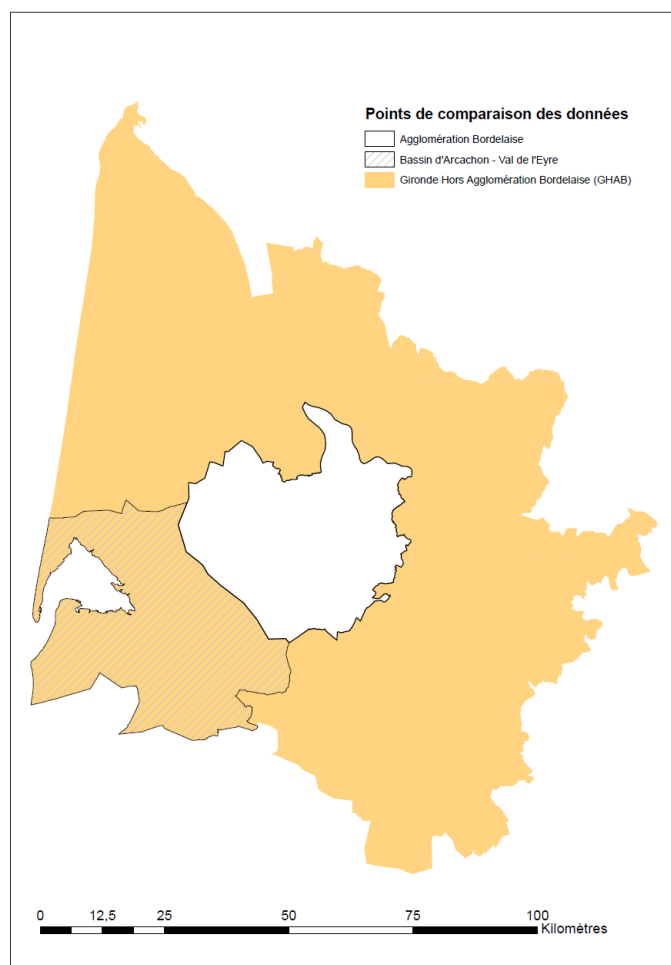 Points de comparaison des données
Agglomération Bordelaise
Bassin d'Arcachon - Val de l'Eyre
Gironde Hors Agglomération Bordelaise (GHAB)
0 12,5 25 50 75 100
Kilomètres